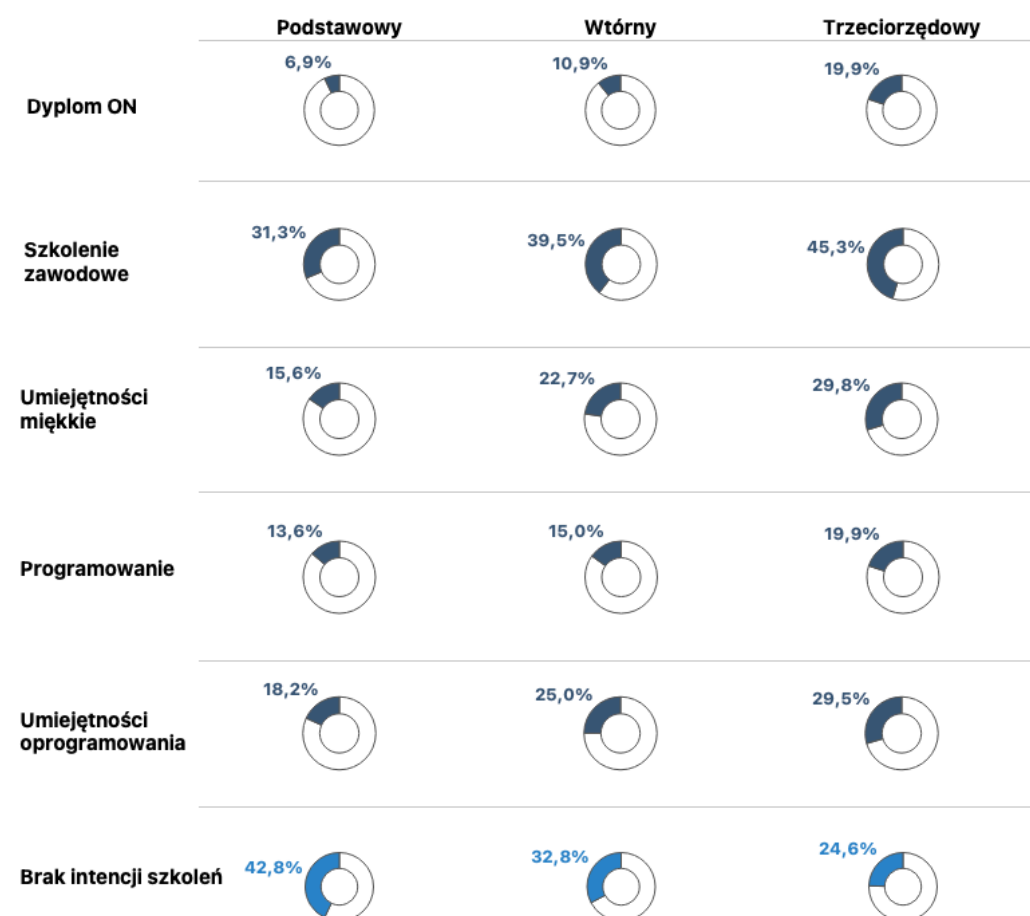 Podstawowy Wtórny Trzeciorzędowy
6,9% 10,9% 19,9%
Dyplom ON
31,3% 39,5% 45,3%
Szkolenie
zawodowe
15,6% 22,7% 29,8%
Umiejętności
miękkie
13,6% 15,0% 19,9%
Programowanie
18,2% 25,0% 29,5%
Umiejętności
oprogramowania
42,8% 32,8% 24,6%
Brak intencji szkoleń